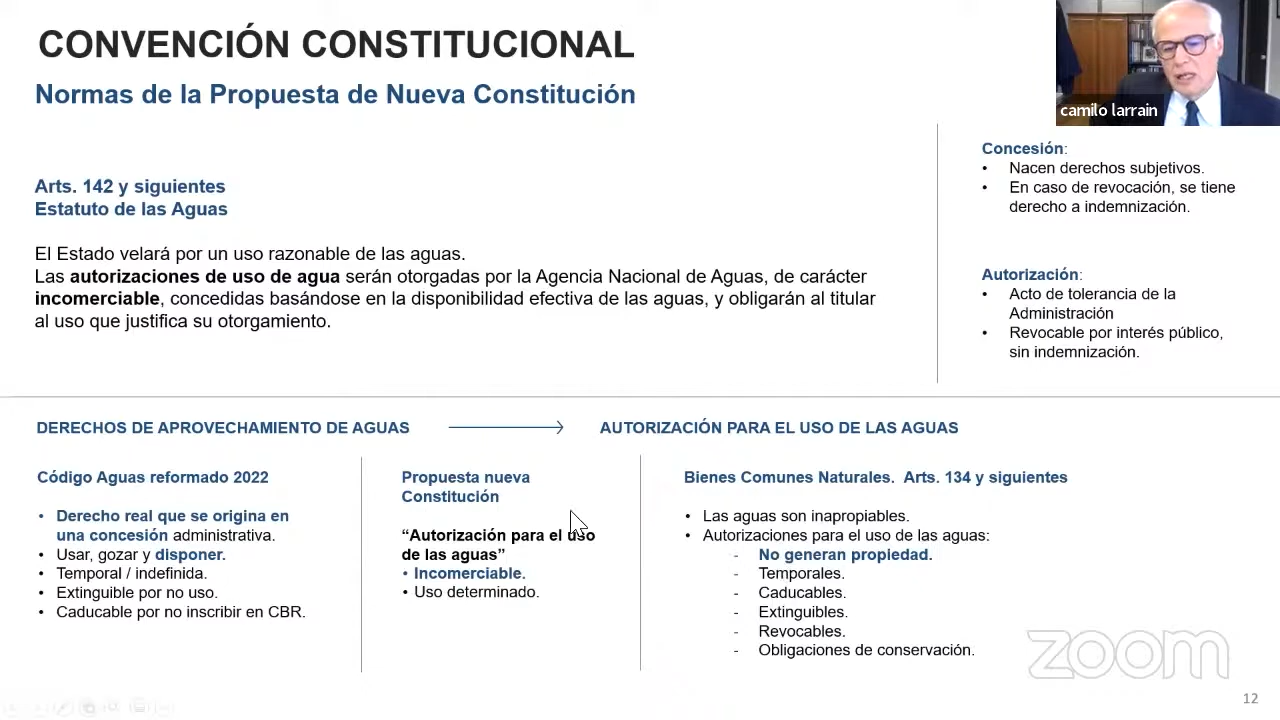 CONVENCIÓN CONSTITUCIONAL
Normas de la Propuesta de Nueva Constitución
camilo larrain
Arts. 142 y siguientes
Estatuto de las Aguas
El Estado velará por un uso razonable de las aguas.
Las autorizaciones de uso de agua serán otorgadas por la Agencia Nacional de Aguas, de carácter
incomerciable, concedidas basándose en la disponibilidad efectiva de las aguas, y obligarán al titular
al uso que justifica su otorgamiento.
Concesión:
• Nacen derechos subjetivos.
• En caso de revocación, se tiene
derecho a indemnización.
Autorización:
• Acto de tolerancia de la
Administración
• Revocable por interés público,
sin indemnización.
DERECHOS DE APROVECHAMIENTO DE AGUAS
AUTORIZACIÓN PARA EL USO DE LAS AGUAS
Código Aguas reformado 2022
• Derecho real que se origina en
una concesión administrativa.
• Usar, gozar y disponer.
• Temporal / indefinida.
• Extinguible por no uso.
• Caducable por no inscribir en CBR.
Propuesta nueva
Constitución
“Autorización para el uso
de las aguas”
• Incomerciable.
• Uso determinado.
Bienes Comunes Naturales. Arts. 134 y siguientes
• Las aguas son inapropiables.
• Autorizaciones para el uso de las aguas:
- No generan propiedad.
- Temporales.
- Caducables.
- Extinguibles.
- Revocables.
- Obligaciones de conservación.
zoom
12